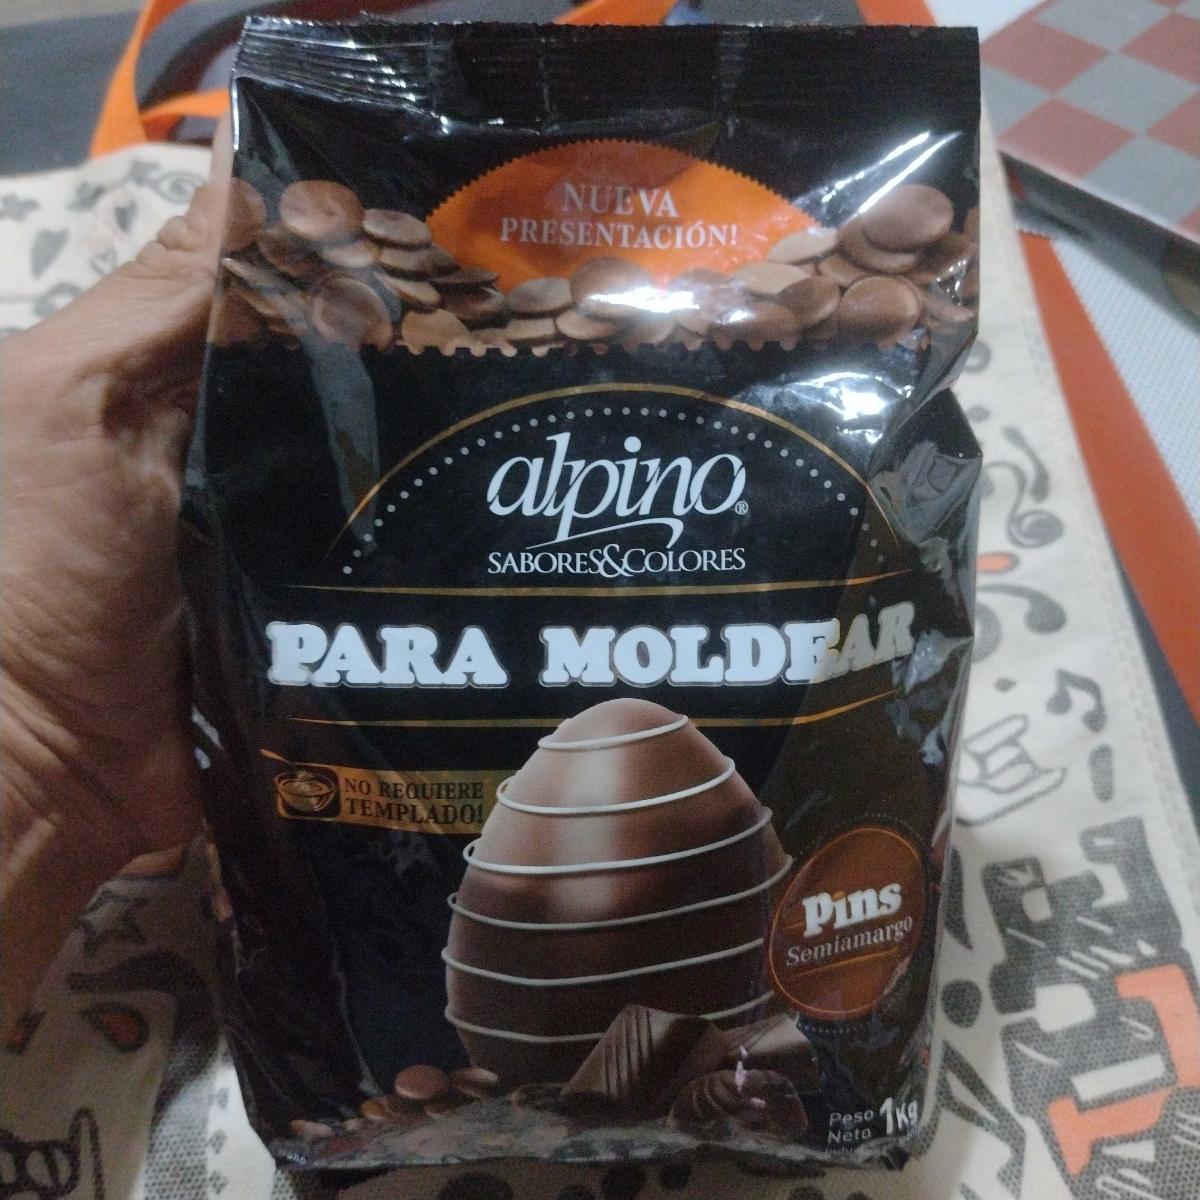 NUEVA
PRESENTACIÓN!
alpino®
SABORES&COLORES
PARA MOLDEAR
NO REQUIERE
TEMPLADO!
Pins
Semiamargo
Peso
Neto 1Kg